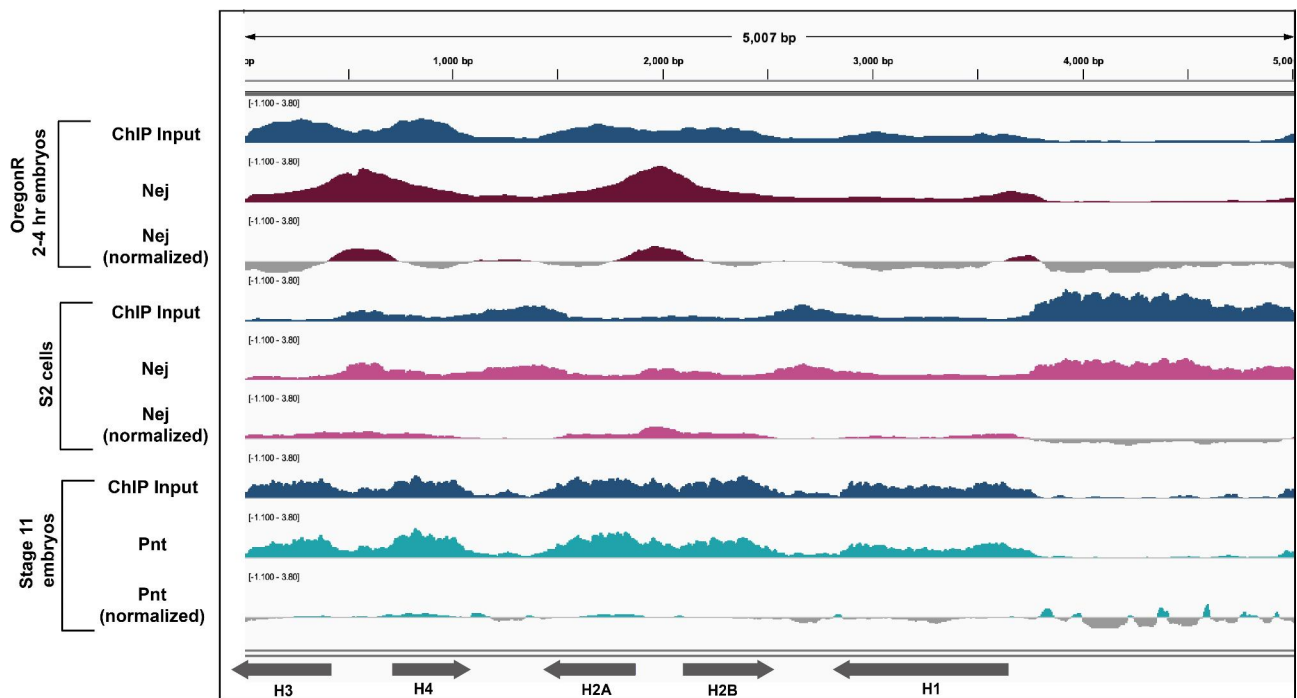 5,007 bp
bp
1,000 bp
2,000 bp
3,000 bp
4,000 bp
5,00
OregonR
2-4 hr embryos
ChIP Input
[-1.100 - 3.80]
Nej
[-1.100 - 3.80]
Nej
(normalized)
[-1.100 - 3.80]
S2 cells
ChIP Input
[-1.100 - 3.80]
Nej
[-1.100 - 3.80]
Nej
(normalized)
[-1.100 - 3.80]
Stage 11
embryos
ChIP Input
[-1.100 - 3.80]
Pnt
[-1.100 - 3.80]
Pnt
(normalized)
[-1.100 - 3.80]
H3
H4
H2A
H2B
H1